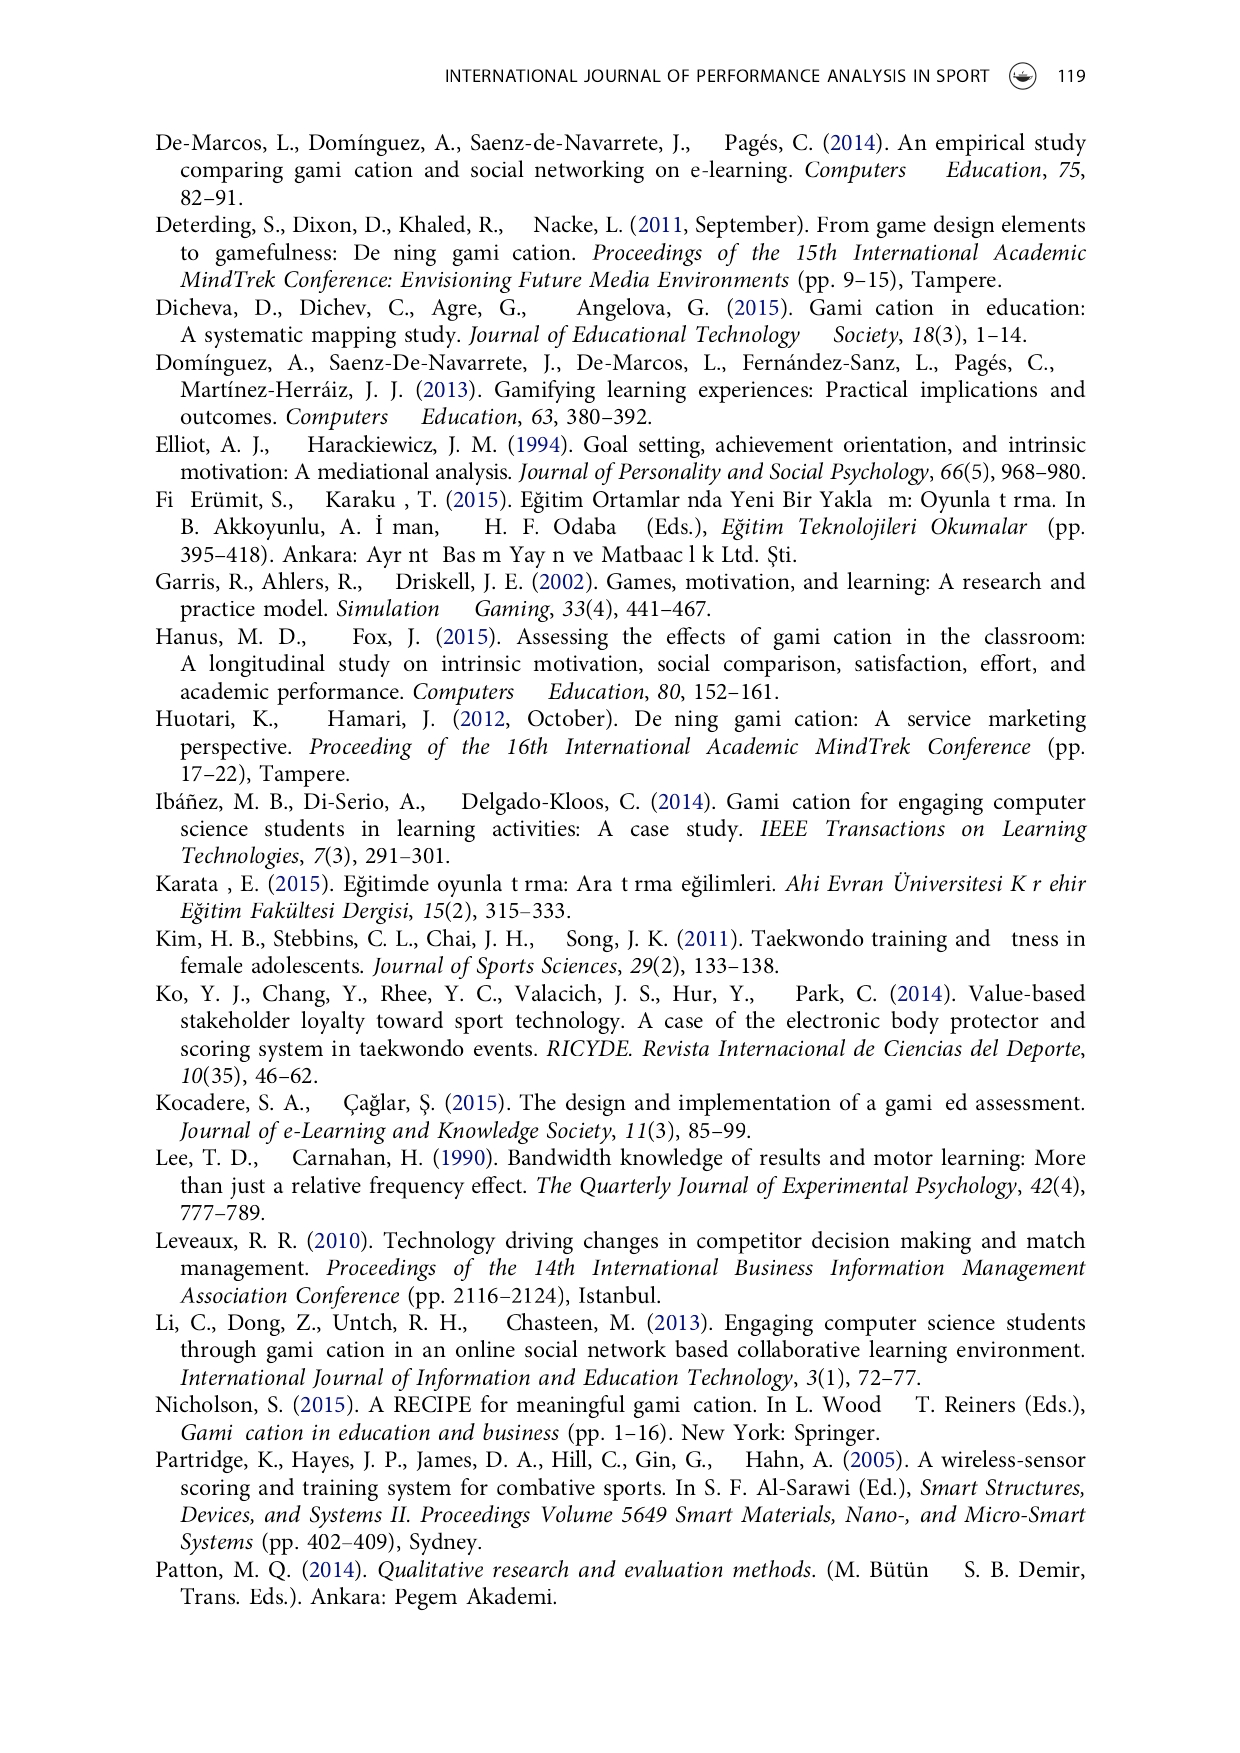 INTERNATIONAL JOURNAL OF PERFORMANCE ANALYSIS IN SPORT 119
De-Marcos, L., Domínguez, A., Saenz-de-Navarrete, J., Pagés, C. (2014). An empirical study
comparing gami cation and social networking on e-learning. Computers Education, 75,
82–91.
Deterding, S., Dixon, D., Khaled, R., Nacke, L. (2011, September). From game design elements
to gamefulness: De ning gami cation. Proceedings of the 15th International Academic
MindTrek Conference: Envisioning Future Media Environments (pp. 9–15), Tampere.
Dicheva, D., Dichev, C., Agre, G., Angelova, G. (2015). Gami cation in education:
A systematic mapping study. Journal of Educational Technology Society, 18(3), 1–14.
Domínguez, A., Saenz-De-Navarrete, J., De-Marcos, L., Fernández-Sanz, L., Pagés, C.,
Martínez-Herráiz, J. J. (2013). Gamifying learning experiences: Practical implications and
outcomes. Computers Education, 63, 380–392.
Elliot, A. J., Harackiewicz, J. M. (1994). Goal setting, achievement orientation, and intrinsic
motivation: A mediational analysis. Journal of Personality and Social Psychology, 66(5), 968–980.
Fi Erümit, S., Karaku , T. (2015). Eğitim Ortamlar nda Yeni Bir Yakla m: Oyunla t rma. In
B. Akkoyunlu, A. İ man, H. F. Odaba (Eds.), Eğitim Teknolojileri Okumalar (pp.
395–418). Ankara: Ayr nt Bas m Yay n ve Matbaac l k Ltd. Şti.
Garris, R., Ahlers, R., Driskell, J. E. (2002). Games, motivation, and learning: A research and
practice model. Simulation Gaming, 33(4), 441–467.
Hanus, M. D., Fox, J. (2015). Assessing the effects of gami cation in the classroom:
A longitudinal study on intrinsic motivation, social comparison, satisfaction, effort, and
academic performance. Computers Education, 80, 152–161.
Huotari, K., Hamari, J. (2012, October). De ning gami cation: A service marketing
perspective. Proceeding of the 16th International Academic MindTrek Conference (pp.
17–22), Tampere.
Ibáñez, M. B., Di-Serio, A., Delgado-Kloos, C. (2014). Gami cation for engaging computer
science students in learning activities: A case study. IEEE Transactions on Learning
Technologies, 7(3), 291–301.
Karata , E. (2015). Eğitimde oyunla t rma: Ara t rma eğilimleri. Ahi Evran Üniversitesi K r ehir
Eğitim Fakültesi Dergisi, 15(2), 315–333.
Kim, H. B., Stebbins, C. L., Chai, J. H., Song, J. K. (2011). Taekwondo training and tness in
female adolescents. Journal of Sports Sciences, 29(2), 133–138.
Ko, Y. J., Chang, Y., Rhee, Y. C., Valacich, J. S., Hur, Y., Park, C. (2014). Value-based
stakeholder loyalty toward sport technology. A case of the electronic body protector and
scoring system in taekwondo events. RICYDE. Revista Internacional de Ciencias del Deporte,
10(35), 46–62.
Kocadere, S. A., Çağlar, Ş. (2015). The design and implementation of a gami ed assessment.
Journal of e-Learning and Knowledge Society, 11(3), 85–99.
Lee, T. D., Carnahan, H. (1990). Bandwidth knowledge of results and motor learning: More
than just a relative frequency effect. The Quarterly Journal of Experimental Psychology, 42(4),
777–789.
Leveaux, R. R. (2010). Technology driving changes in competitor decision making and match
management. Proceedings of the 14th International Business Information Management
Association Conference (pp. 2116–2124), Istanbul.
Li, C., Dong, Z., Untch, R. H., Chasteen, M. (2013). Engaging computer science students
through gami cation in an online social network based collaborative learning environment.
International Journal of Information and Education Technology, 3(1), 72–77.
Nicholson, S. (2015). A RECIPE for meaningful gami cation. In L. Wood T. Reiners (Eds.),
Gami cation in education and business (pp. 1–16). New York: Springer.
Partridge, K., Hayes, J. P., James, D. A., Hill, C., Gin, G., Hahn, A. (2005). A wireless-sensor
scoring and training system for combative sports. In S. F. Al-Sarawi (Ed.), Smart Structures,
Devices, and Systems II. Proceedings Volume 5649 Smart Materials, Nano-, and Micro-Smart
Systems (pp. 402–409), Sydney.
Patton, M. Q. (2014). Qualitative research and evaluation methods. (M. Bütün S. B. Demir,
Trans. Eds.). Ankara: Pegem Akademi.